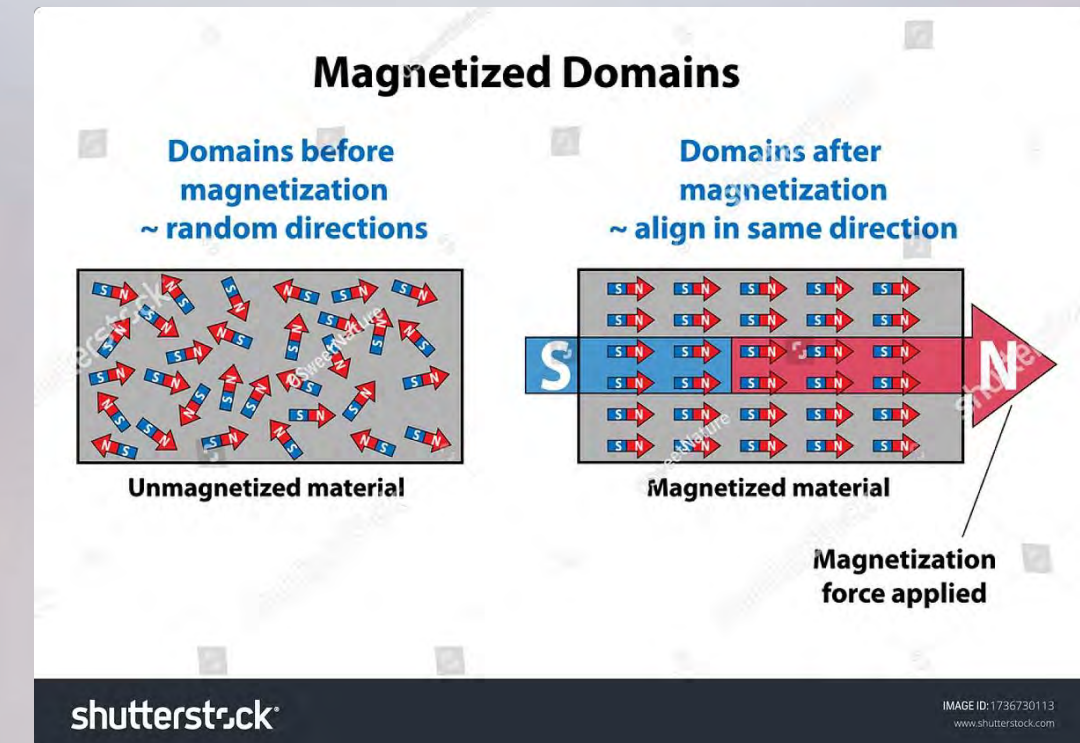 Magnetized Domains
Domains before
magnetization
~ random directions
Domains after
magnetization
~ align in same direction
S
N
Unmagnetized material
Magnetized material
Magnetization
force applied
©SweetNature
shutterstock
IMAGE ID: 1736730113
www.shutterstock.com